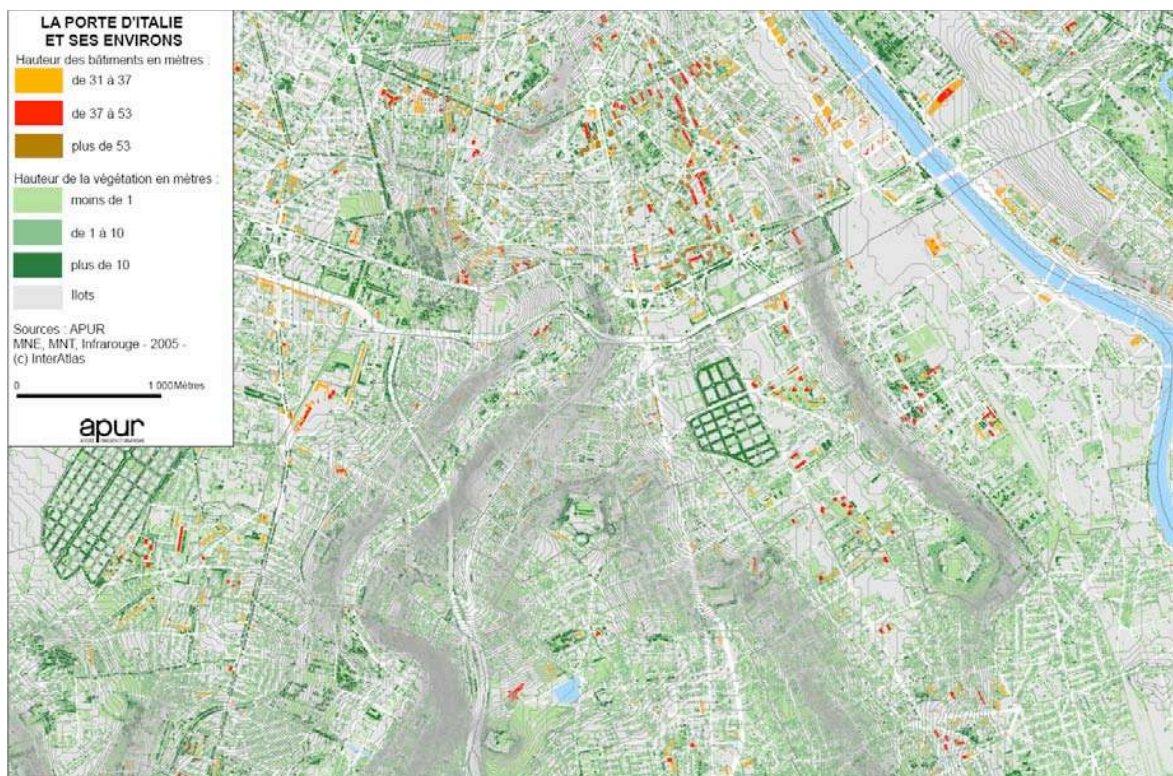 LA PORTE D'ITALIE
ET SES ENVIRONS
Hauteur des bâtiments en mètres :
de 31 à 37
de 37 à 53
plus de 53
Hauteur de la végétation en mètres :
moins de 1
de 1 à 10
plus de 10
Ilots
Sources : APUR
MNE, MNT, Infrarouge - 2005 -
(c) InterAtlas
0 1 000 Mètres
apur